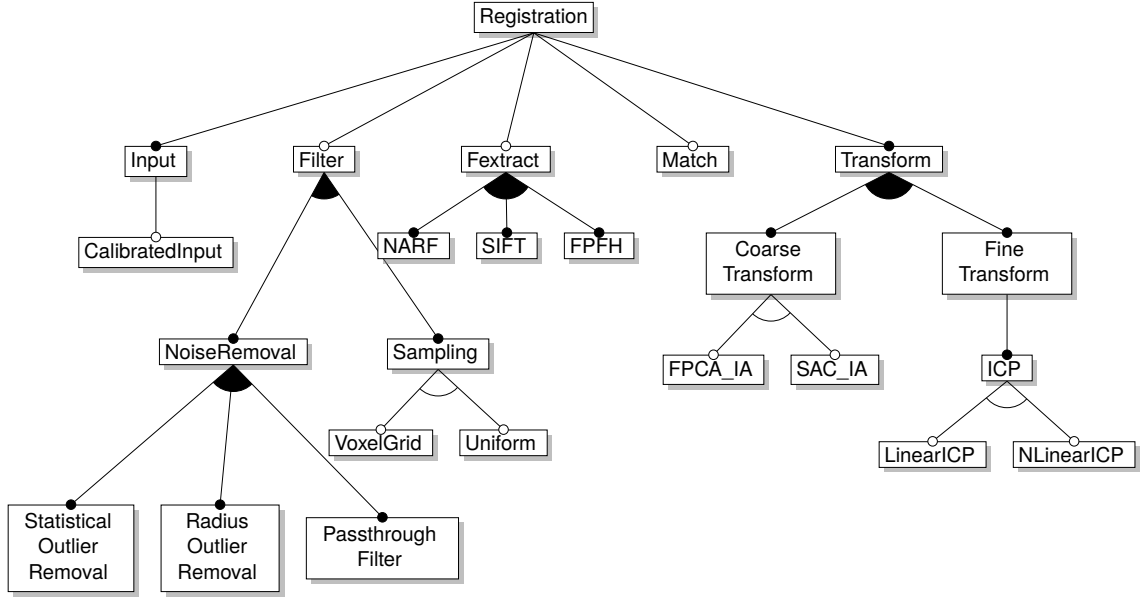 Registration
Input
Filter
Fextract
Match
Transform
CalibratedInput
NARF
SIFT
FPFH
Coarse
Transform
Fine
Transform
NoiseRemoval
Sampling
FPCA_IA
SAC_IA
ICP
VoxelGrid
Uniform
LinearICP
NLinearICP
Statistical
Outlier
Removal
Radius
Outlier
Removal
Passthrough
Filter